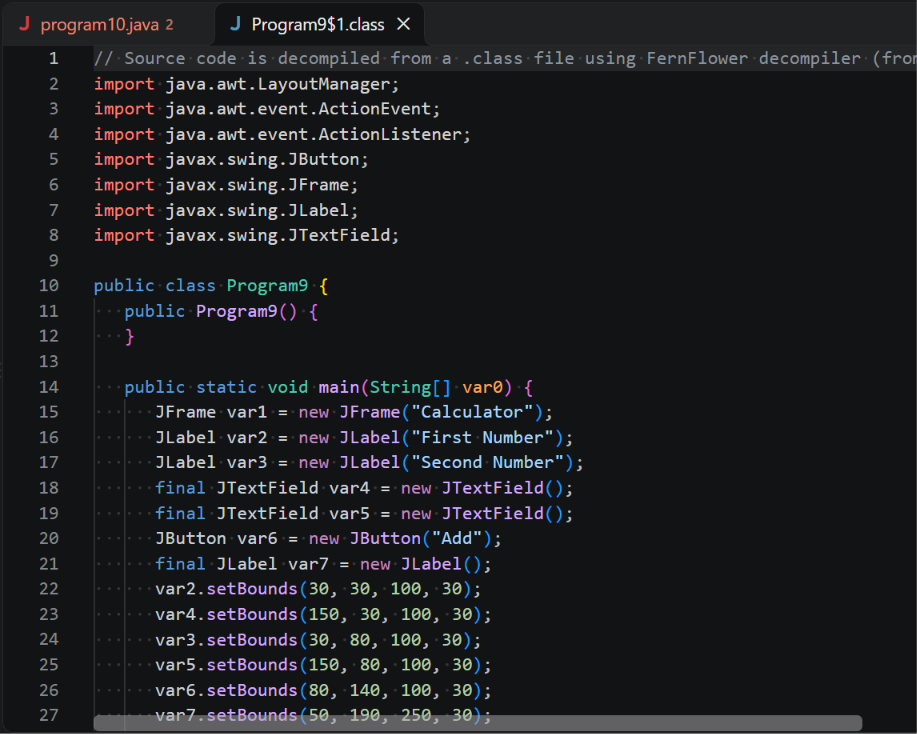 program10.java 2
Program9$1.class
1 // Source code is decompiled from a .class file using FernFlower decompiler (from
2 import java.awt.LayoutManager;
3 import java.awt.event.ActionEvent;
4 import java.awt.event.ActionListener;
5 import javax.swing.JButton;
6 import javax.swing.JFrame;
7 import javax.swing.JLabel;
8 import javax.swing.JTextField;
9
10 public class Program9 {
11     public Program9() {
12     }
13
14     public static void main(String[] var0) {
15         JFrame var1 = new JFrame("Calculator");
16         JLabel var2 = new JLabel("First Number");
17         JLabel var3 = new JLabel("Second Number");
18         final JTextField var4 = new JTextField();
19         final JTextField var5 = new JTextField();
20         JButton var6 = new JButton("Add");
21         final JLabel var7 = new JLabel();
22         var2.setBounds(30, 30, 100, 30);
23         var4.setBounds(150, 30, 100, 30);
24         var3.setBounds(30, 80, 100, 30);
25         var5.setBounds(150, 80, 100, 30);
26         var6.setBounds(80, 140, 100, 30);
27         var7.setBounds(50, 190, 250, 30);